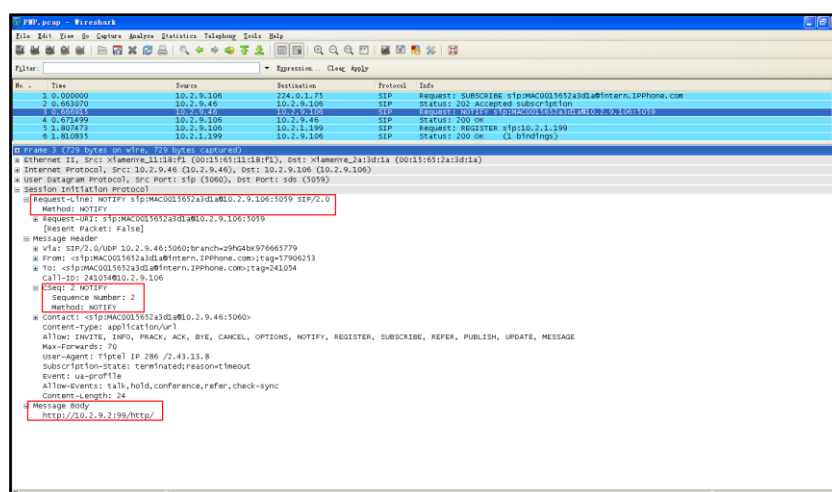 PNP.pcap - Wireshark
File Edit View Go Capture Analyze Statistics Telephony Tools Help
Filter: Expression... Clear Apply
No. . Time Source Destination Protocol Info
1 0.000000 10.2.9.106 224.0.1.75 SIP Request: SUBSCRIBE sip:MAC0015652a3d1a@intern.IPPhone.com
2 0.663070 10.2.9.46 10.2.9.106 SIP Status: 202 Accepted subscription
3 0.666915 10.2.9.46 10.2.9.106 SIP Request: NOTIFY sip:MAC0015652a3d1a@10.2.9.106:5059
4 0.671499 10.2.9.106 10.2.9.46 SIP Status: 200 OK
5 1.807473 10.2.9.106 10.2.1.199 SIP Request: REGISTER sip:10.2.1.199
6 1.810835 10.2.1.199 10.2.9.106 SIP Status: 200 OK (1 bindings)
Frame 3 (729 bytes on wire, 729 bytes captured)
Ethernet II, Src: XiamenYe_11:18:f1 (00:15:65:11:18:f1), Dst: XiamenYe_2a:3d:1a (00:15:65:2a:3d:1a)
Internet Protocol, Src: 10.2.9.46 (10.2.9.46), Dst: 10.2.9.106 (10.2.9.106)
User Datagram Protocol, Src Port: sip (5060), Dst Port: sds (5059)
Session Initiation Protocol
Request-Line: NOTIFY sip:MAC0015652a3d1a@10.2.9.106:5059 SIP/2.0
Method: NOTIFY
Request-URI: sip:MAC0015652a3d1a@10.2.9.106:5059
[Resent Packet: False]
Message Header
Via: SIP/2.0/UDP 10.2.9.46:5060;branch=z9hG4bK976665779
From: <sip:MAC0015652a3d1a@intern.IPPhone.com>;tag=57906253
To: <sip:MAC0015652a3d1a@intern.IPPhone.com>;tag=241054
Call-ID: 241054@10.2.9.106
CSeq: 2 NOTIFY
Sequence Number: 2
Method: NOTIFY
Contact: <sip:MAC0015652a3d1a@10.2.9.46:5060>
Content-Type: application/url
Allow: INVITE, INFO, PRACK, ACK, BYE, CANCEL, OPTIONS, NOTIFY, REGISTER, SUBSCRIBE, REFER, PUBLISH, UPDATE, MESSAGE
Max-Forwards: 70
User-Agent: Tiptel IP 286 /2.43.13.8
Subscription-State: terminated;reason=timeout
Event: ua-profile
Allow-Events: talk,hold,conference,refer,check-sync
Content-Length: 24
Message Body
http://10.2.9.2:99/http/